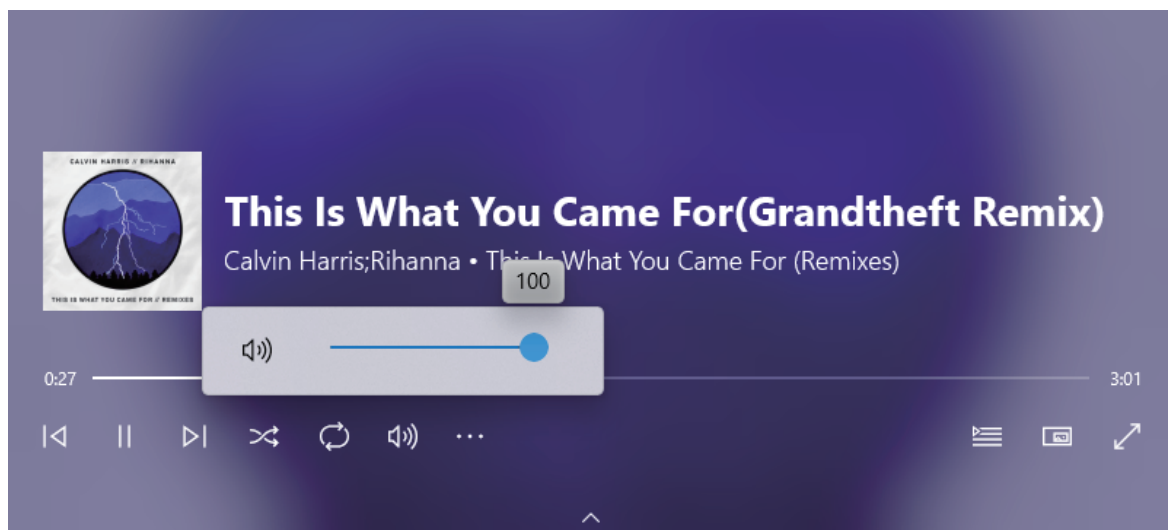 CALVIN HARRIS // RIHANNA
THIS IS WHAT YOU CAME FOR // REMIXES
This Is What You Came For(Grandtheft Remix)
Calvin Harris;Rihanna • This Is What You Came For (Remixes)
100
0:27
3:01